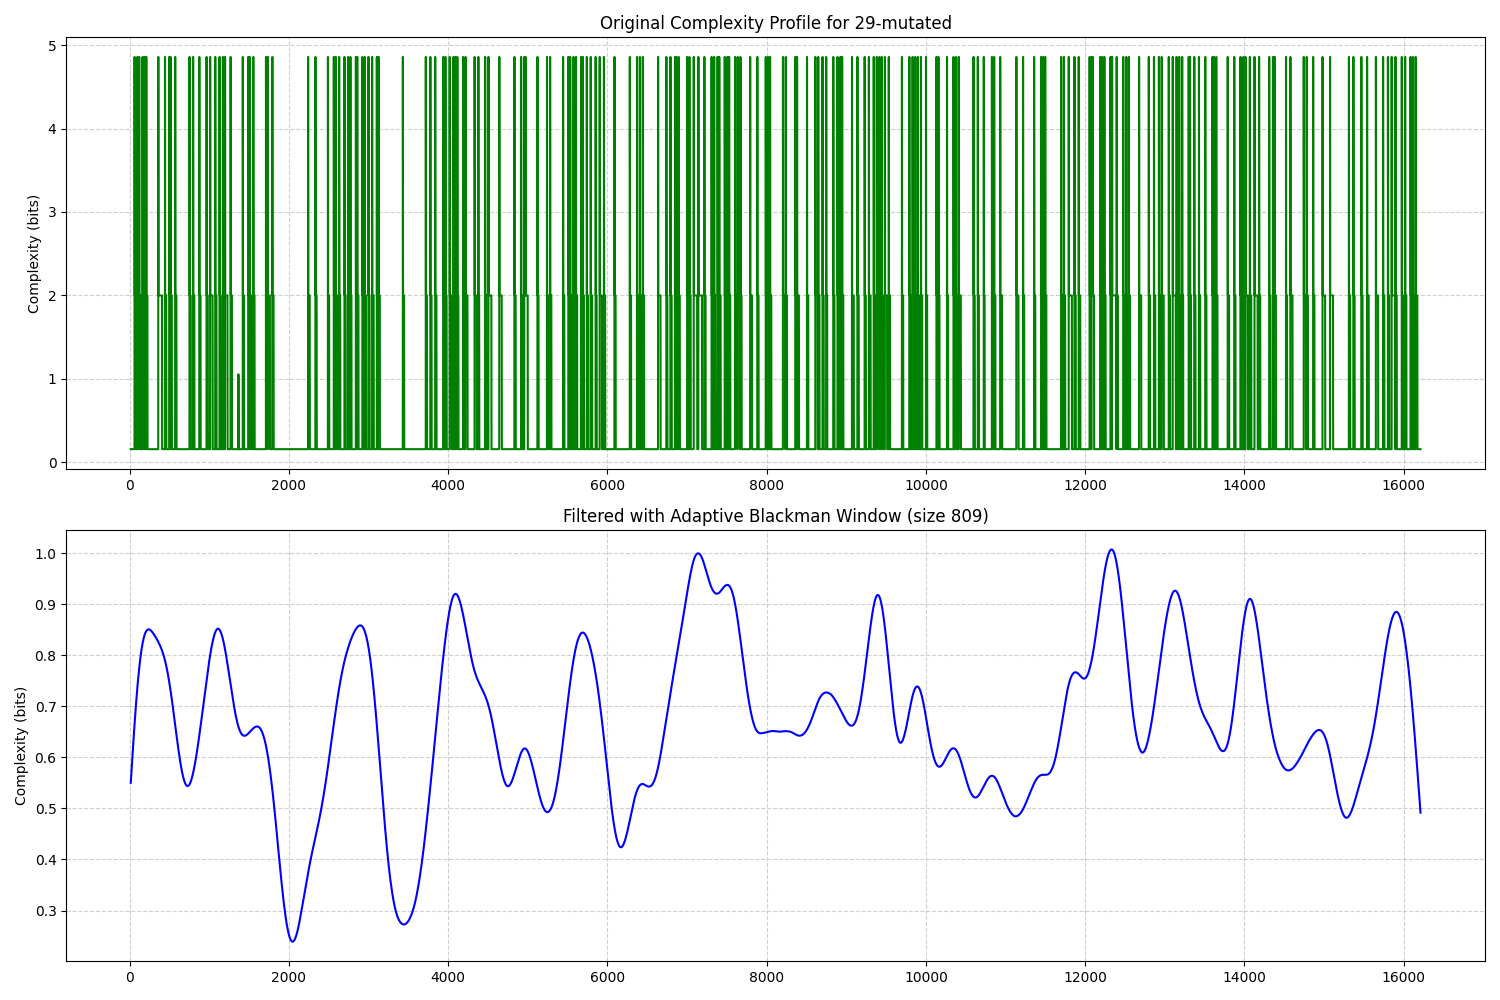 Original Complexity Profile for 29-mutated
Complexity (bits)
5
4
3
2
1
0
0 2000 4000 6000 8000 10000 12000 14000 16000
Filtered with Adaptive Blackman Window (size 809)
Complexity (bits)
1.0
0.9
0.8
0.7
0.6
0.5
0.4
0.3
0 2000 4000 6000 8000 10000 12000 14000 16000